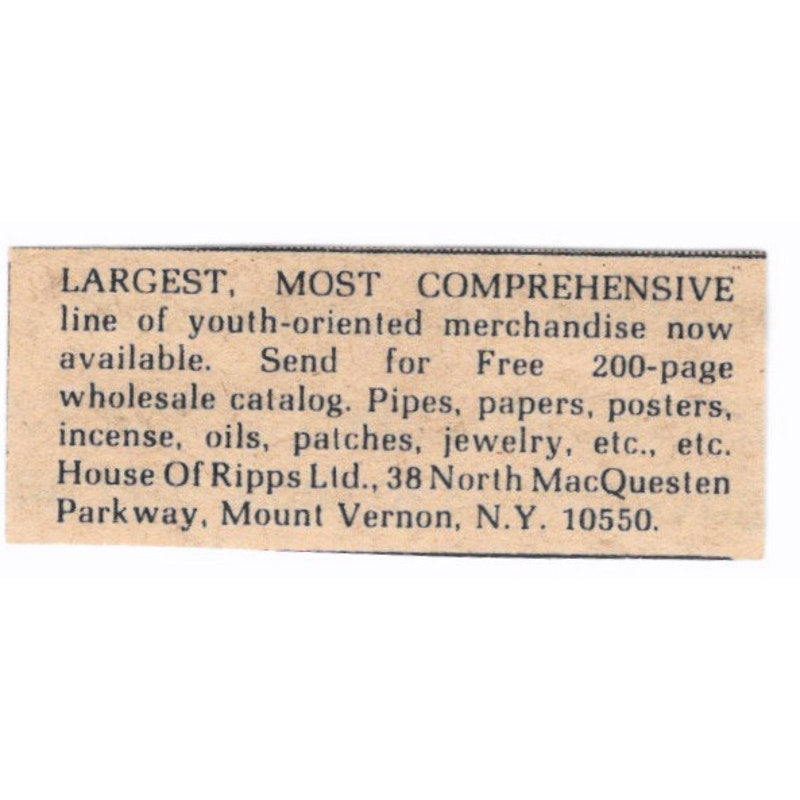 LARGEST, MOST COMPREHENSIVE
line of youth-oriented merchandise now
available. Send for Free 200-page
wholesale catalog. Pipes, papers, posters,
incense, oils, patches, jewelry, etc., etc.
House Of Ripps Ltd., 38 North MacQuesten
Parkway, Mount Vernon, N.Y. 10550.